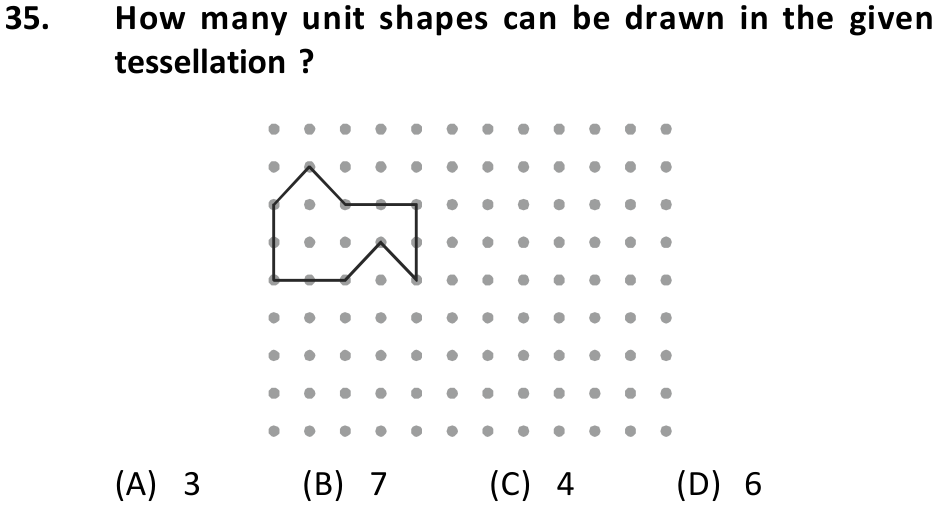 35. How many unit shapes can be drawn in the given
tessellation ?
(A) 3 (B) 7 (C) 4 (D) 6